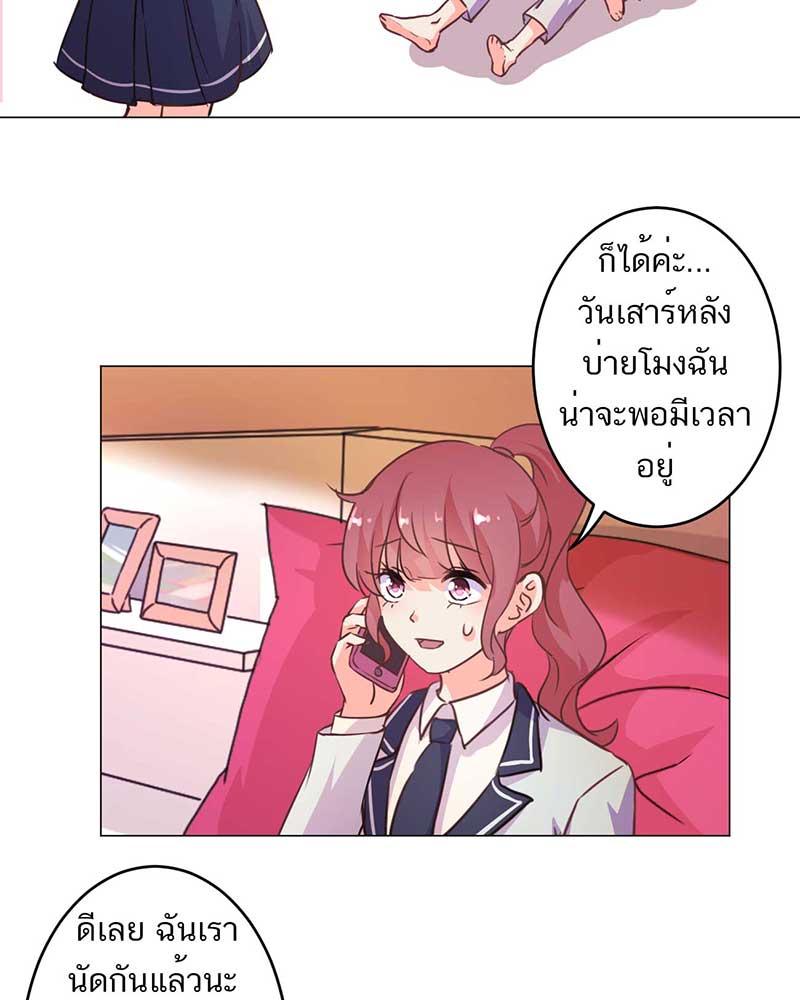 ก็ได้ค่ะ...
วันเสาร์หลัง
บ่ายโมงฉัน
น่าจะพอมีเวลา
อยู่
ดีเลย ฉันเรา
นัดกันแล้วนะ